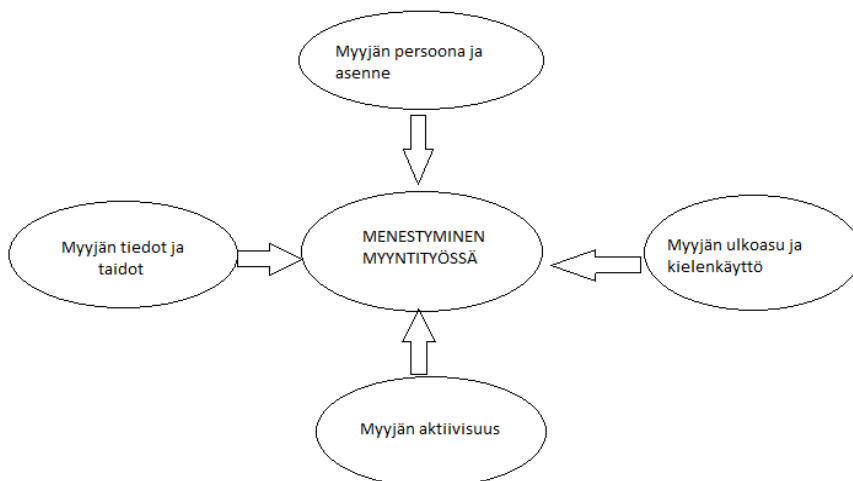 Myyjän persoona ja
asenne
Myyjän tiedot ja
taidot
MENESTYMINEN
MYYNTITYÖSSÄ
Myyjän ulkoasu ja
kielenkäyttö
Myyjän aktiivisuus